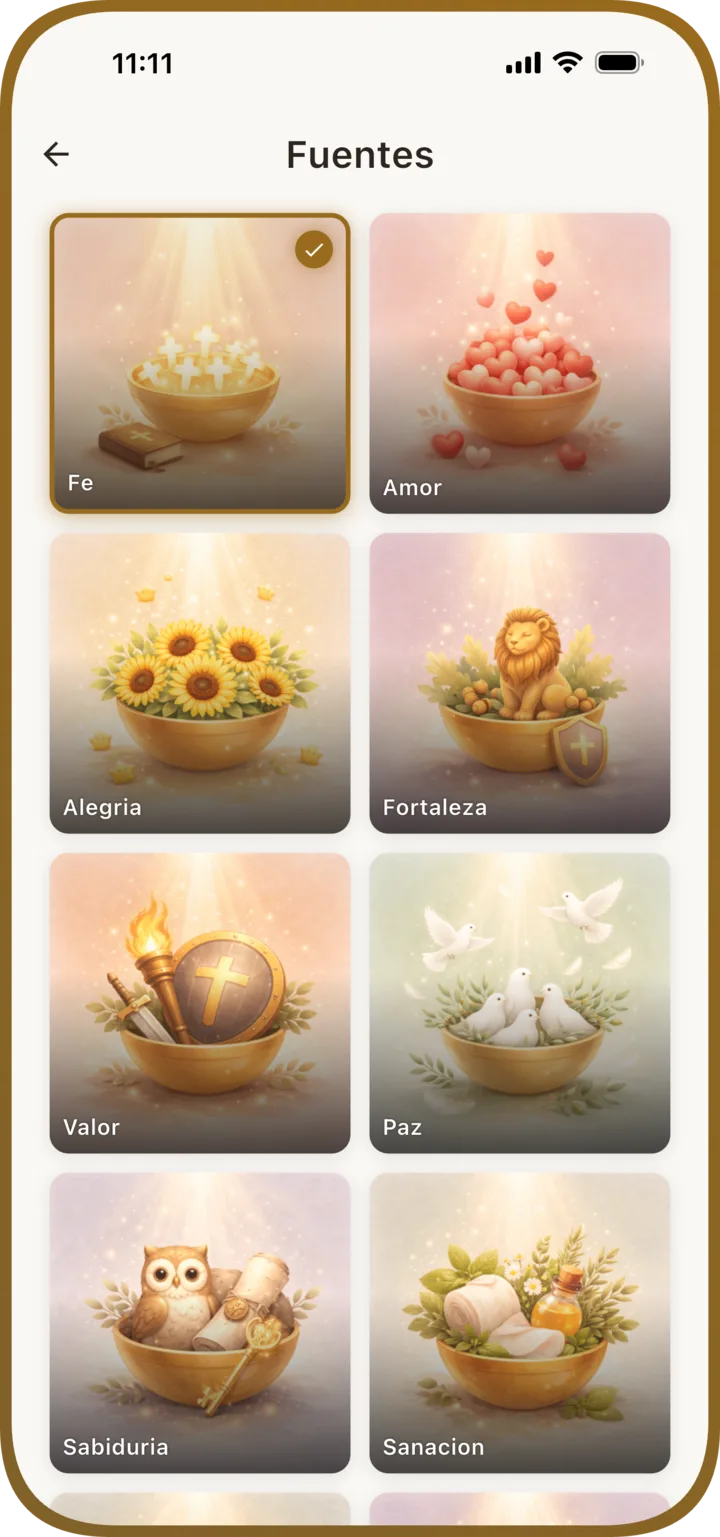 11:11
Fuentes
Fe
Amor
Alegria
Fortaleza
Valor
Paz
Sabiduria
Sanacion